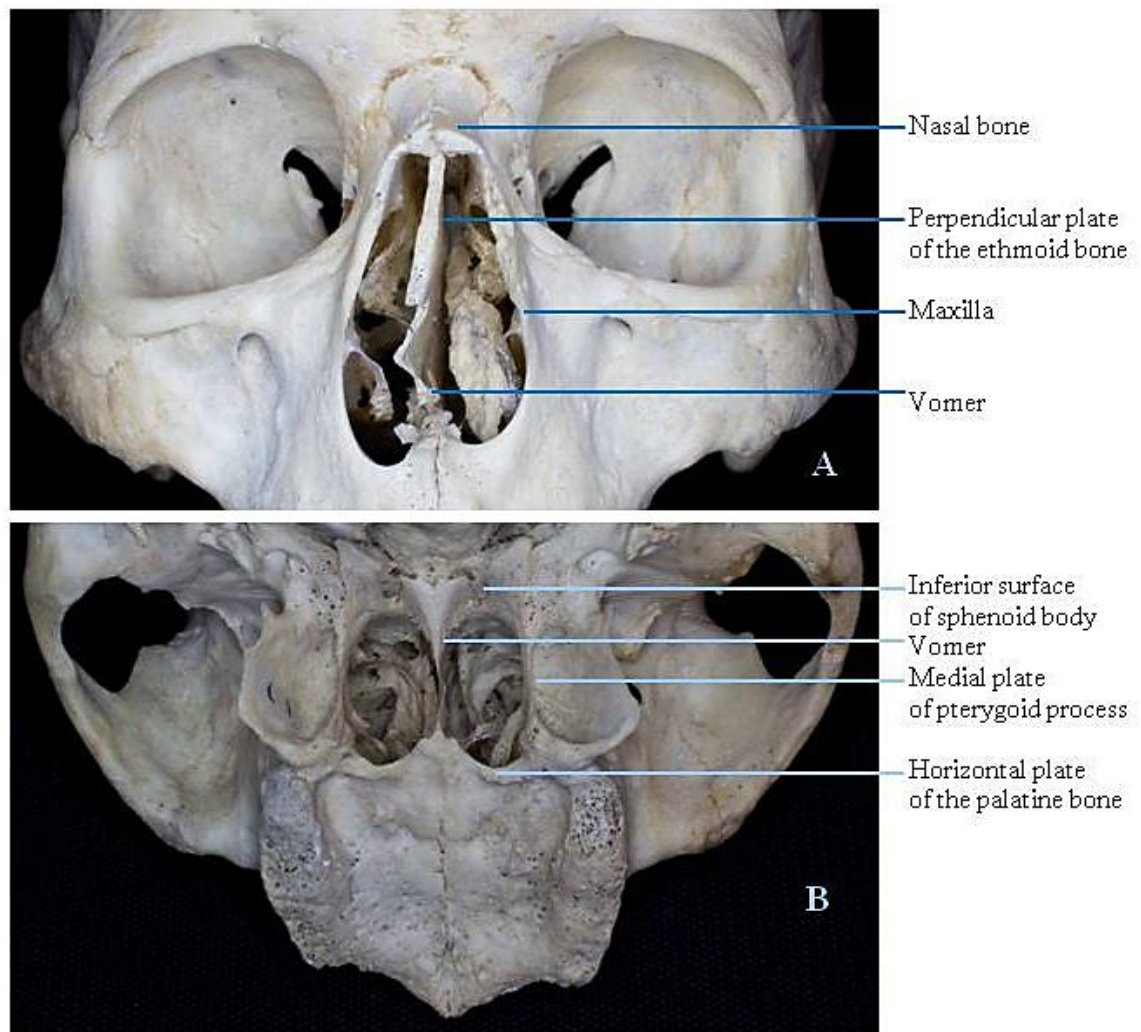 Nasal bone
Perpendicular plate
of the ethmoid bone
Maxilla
Vomer
A
Inferior surface
of sphenoid body
Vomer
Medial plate
of pterygoid process
Horizontal plate
of the palatine bone
B